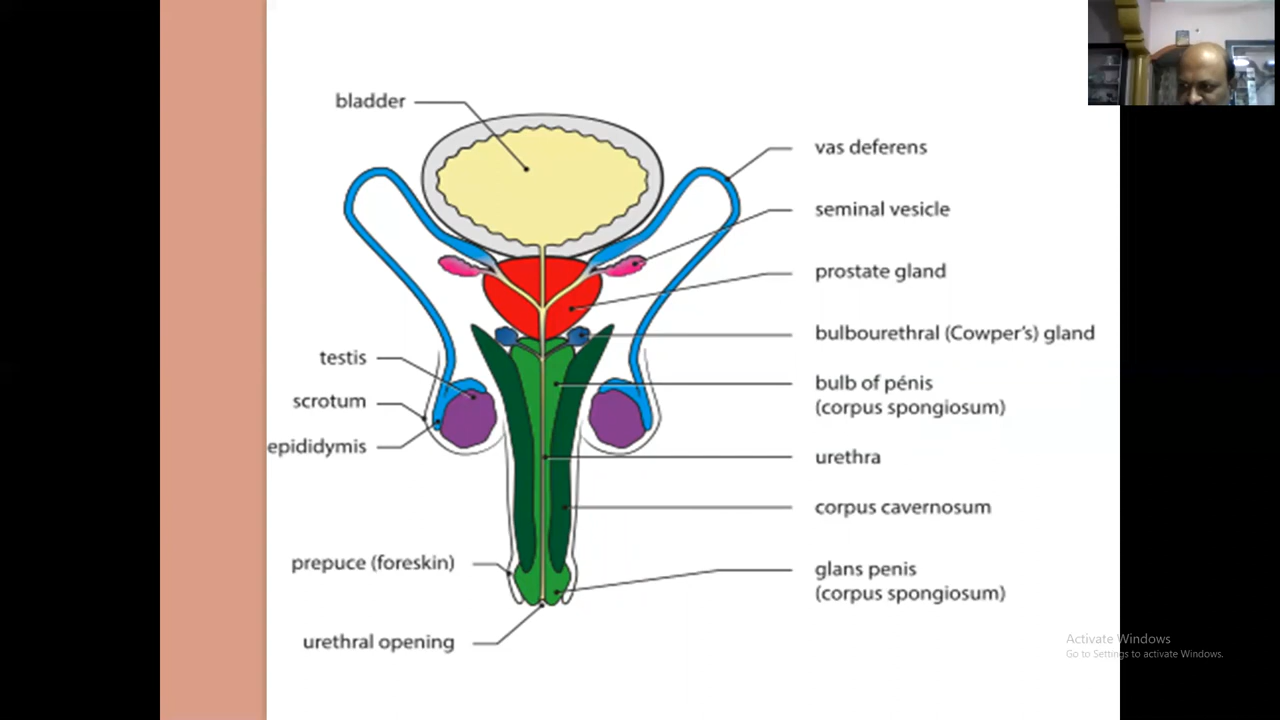 bladder
vas deferens
seminal vesicle
prostate gland
bulbourethral (Cowper's) gland
testis
bulb of pénis
(corpus spongiosum)
scrotum
epididymis
urethra
corpus cavernosum
prepuce (foreskin)
glans penis
(corpus spongiosum)
urethral opening
Activate Windows
Go to Settings to activate Windows.